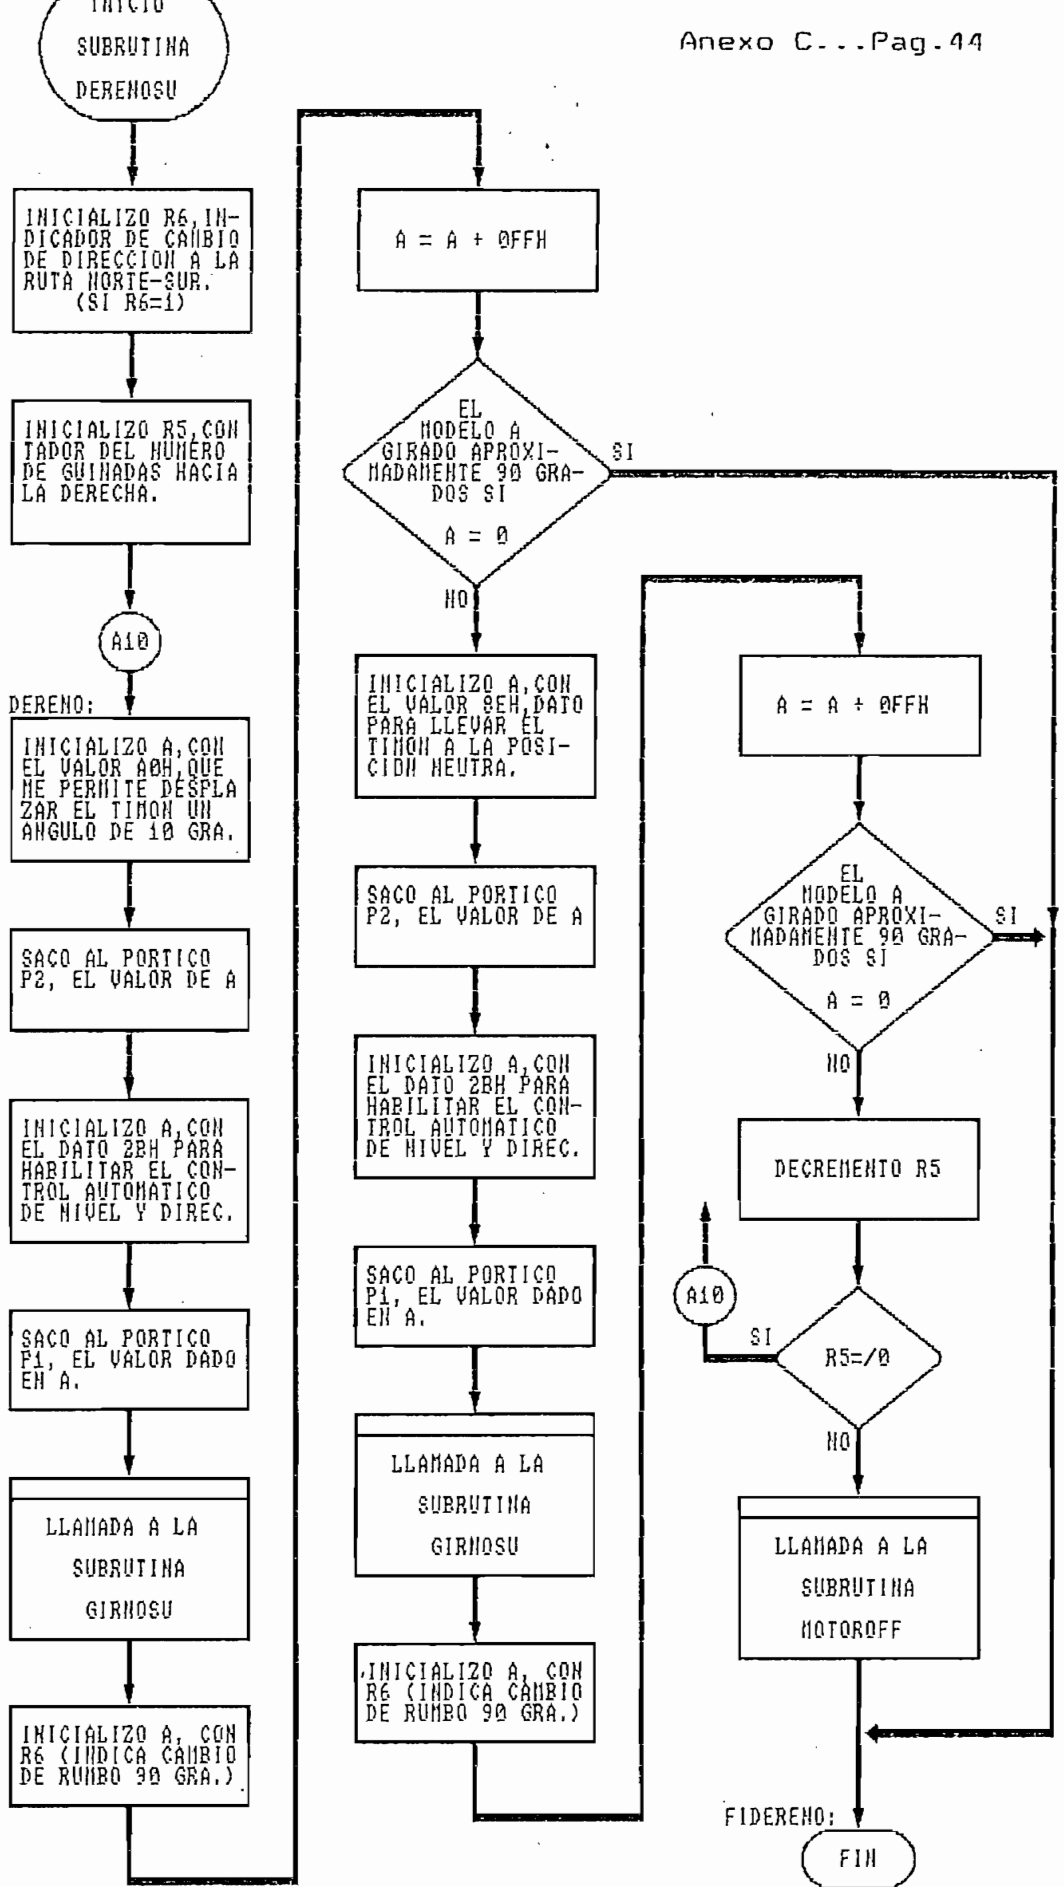 Anexo C...Pag.44
INICIO
SUBRUTINA
DERENOSU
INICIALIZO R6,IN-
DICADOR DE CAMBIO
DE DIRECCION A LA
RUTA NORTE-SUR.
(SI R6=1)
INICIALIZO R5,CON
TADOR DEL NUMERO
DE GUINADAS HACIA
LA DERECHA.
A10
DERENO:
INICIALIZO A,CON
EL VALOR A0H,QUE
ME PERMITE DESPLA
ZAR EL TIMON UN
ANGULO DE 10 GRA.
SACO AL PORTICO
P2, EL VALOR DE A
INICIALIZO A,CON
EL DATO 2BH PARA
HABILITAR EL CON-
TROL AUTOMATICO
DE NIVEL Y DIREC.
SACO AL PORTICO
P1, EL VALOR DADO
EN A.
LLAMADA A LA
SUBRUTINA
GIRNOSU
INICIALIZO A, CON
R6 (INDICA CAMBIO
DE RUMBO 90 GRA.)
A = A + 0FFH
EL
MODELO A
GIRADO APROXI-
MADAMENTE 90 GRA-
DOS SI
A = 0
SI
NO
INICIALIZO A,CON
EL VALOR 8EH,DATO
PARA LLEVAR EL
TIMON A LA POSI-
CION NEUTRA.
SACO AL PORTICO
P2, EL VALOR DE A
INICIALIZO A,CON
EL DATO 2BH PARA
HABILITAR EL CON-
TROL AUTOMATICO
DE NIVEL Y DIREC.
SACO AL PORTICO
P1, EL VALOR DADO
EN A.
LLAMADA A LA
SUBRUTINA
GIRNOSU
INICIALIZO A, CON
R6 (INDICA CAMBIO
DE RUMBO 90 GRA.)
A = A + 0FFH
EL
MODELO A
GIRADO APROXI-
MADAMENTE 90 GRA-
DOS SI
A = 0
SI
NO
DECREMENTO R5
A10
SI
R5=/0
NO
LLAMADA A LA
SUBRUTINA
MOTOROFF
FIDERENO:
FIN